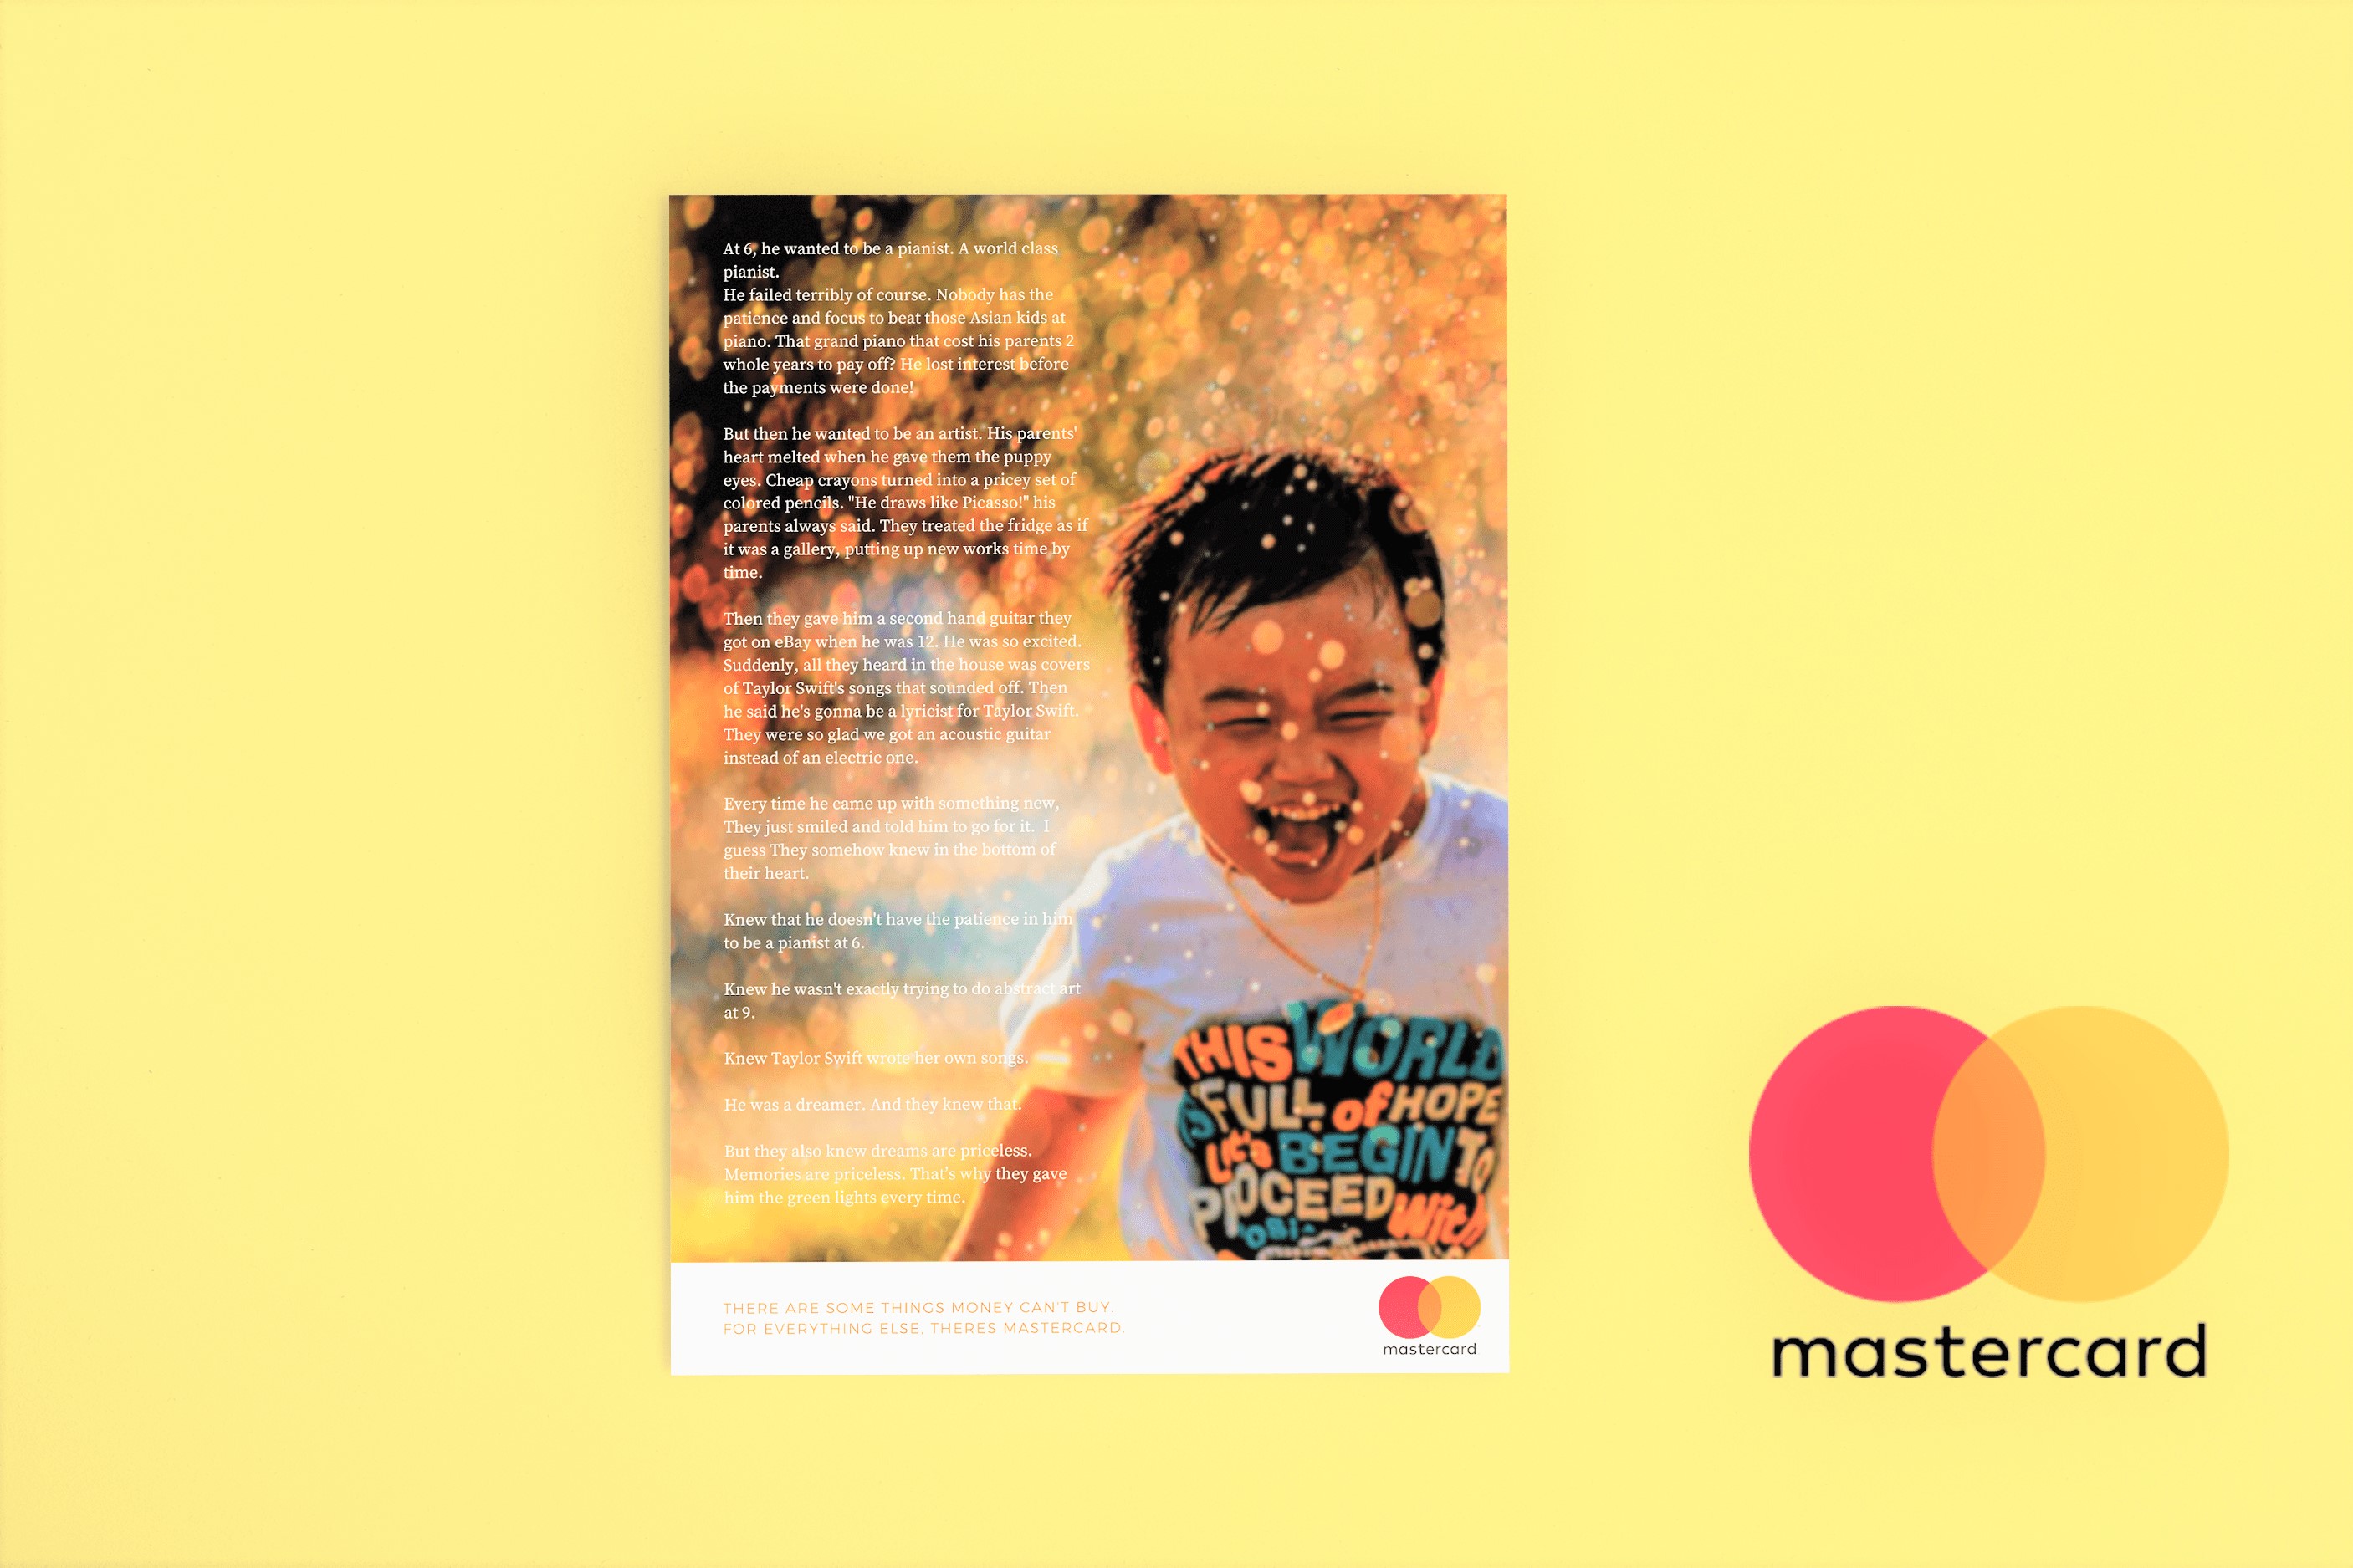 At 6, he wanted to be a pianist. A world class
pianist.
He failed terribly of course. Nobody has the
patience and focus to beat those Asian kids at
piano. That grand piano that cost his parents 2
whole years to pay off? He lost interest before
the payments were done!
But then he wanted to be an artist. His parents'
heart melted when he gave them the puppy
eyes. Cheap crayons turned into a pricey set of
colored pencils. "He draws like Picasso!" his
parents always said. They treated the fridge as if
it was a gallery, putting up new works time by
time.
Then they gave him a second hand guitar they
got on eBay when he was 12. He was so excited.
Suddenly, all they heard in the house was covers
of Taylor Swift's songs that sounded off. Then
he said he's gonna be a lyricist for Taylor Swift.
They were so glad we got an acoustic guitar
instead of an electric one.
Every time he came up with something new,
They just smiled and told him to go for it.  I
guess They somehow knew in the bottom of
their heart.
Knew that he doesn't have the patience in him
to be a pianist at 6.
Knew he wasn't exactly trying to do abstract art
at 9.
Knew Taylor Swift wrote her own songs.
He was a dreamer. And they knew that.
But they also knew dreams are priceless.
Memories are priceless. That's why they gave
him the green lights every time.
THIS WORLD
IS FULL of HOPE
Let's BEGIN TO
PROCEED With
THERE ARE SOME THINGS MONEY CAN'T BUY.
FOR EVERYTHING ELSE, THERES MASTERCARD.
mastercard
mastercard